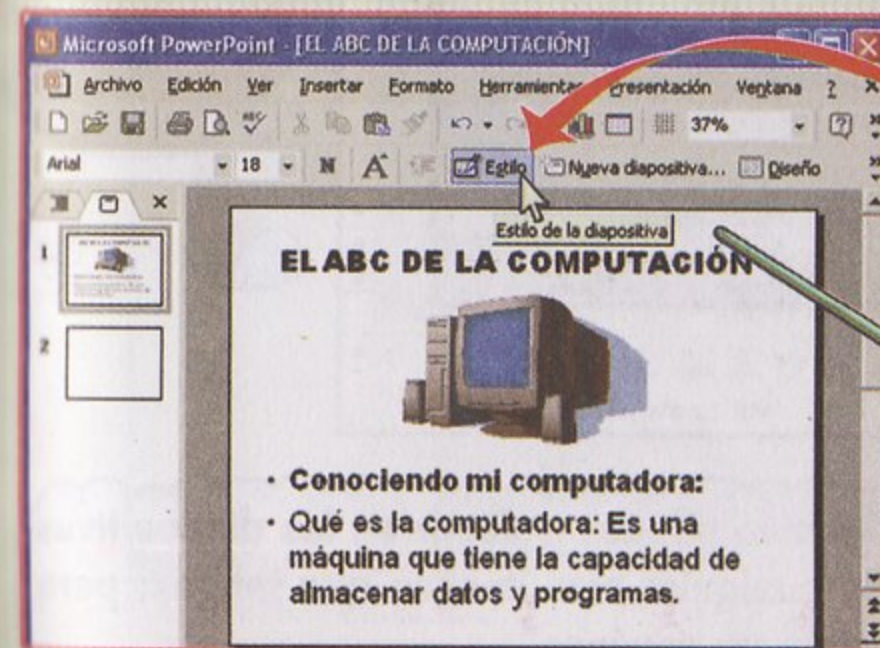 Microsoft PowerPoint - [EL ABC DE LA COMPUTACIÓN]
Archivo Edición Ver Insertar Formato Herramientas Presentación Ventana ?
37%
Arial 18 N A Estilo Nueva diapositiva... Diseño
Estilo de la diapositiva
1
2
EL ABC DE LA COMPUTACIÓN
• Conociendo mi computadora:
• Qué es la computadora: Es una
máquina que tiene la capacidad de
almacenar datos y programas.